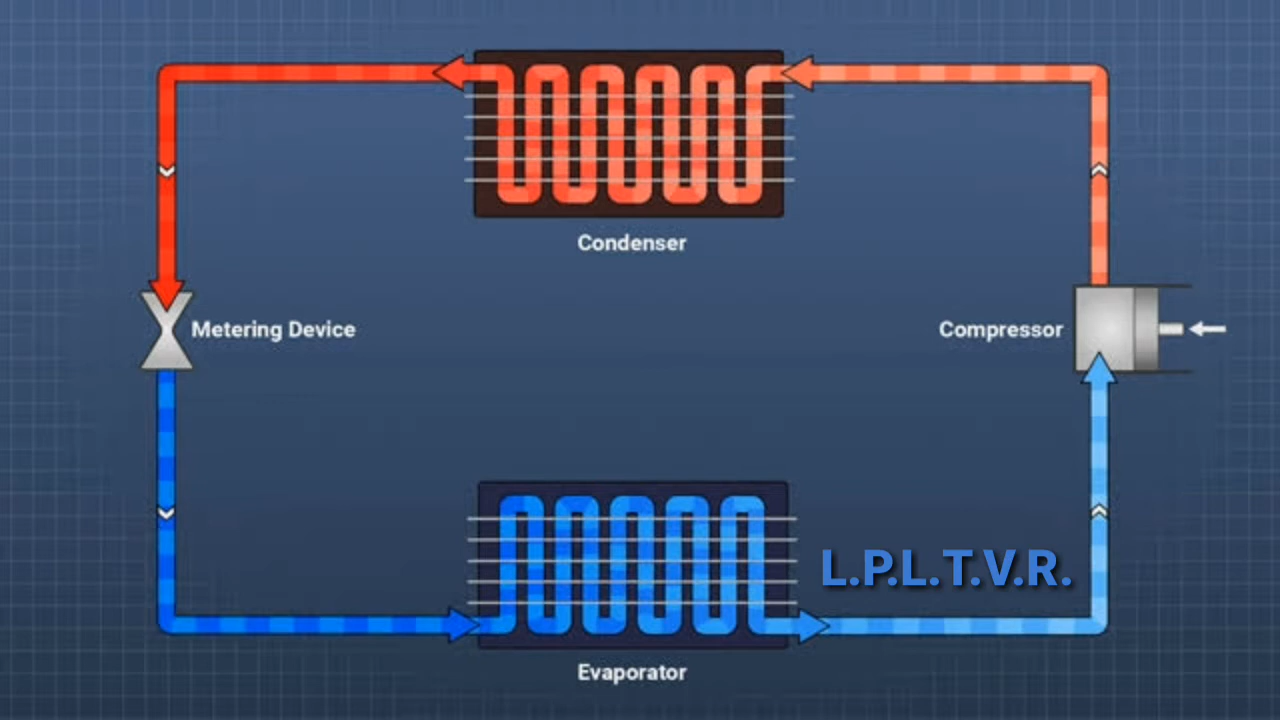 Condenser
Metering Device
Compressor
L.P.L.T.V.R.
Evaporator